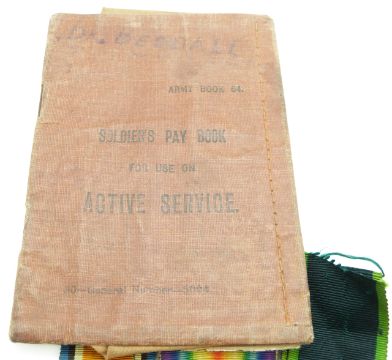 ARMY BOOK 64.
SOLDIER'S PAY BOOK
FOR USE ON
ACTIVE SERVICE.